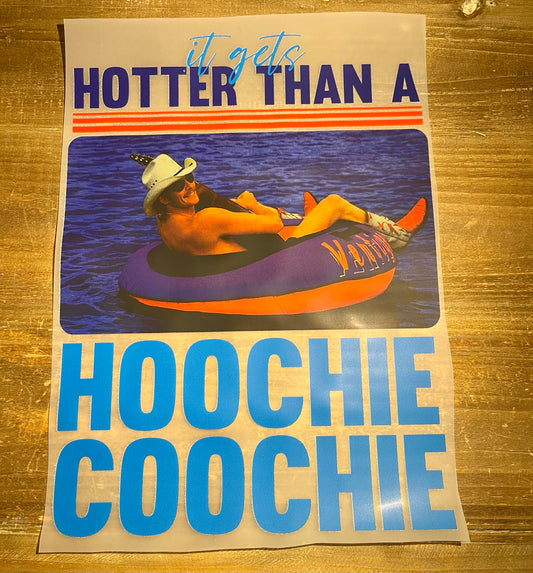 it gets
HOTTER THAN A
HOOCHIE
COOCHIE